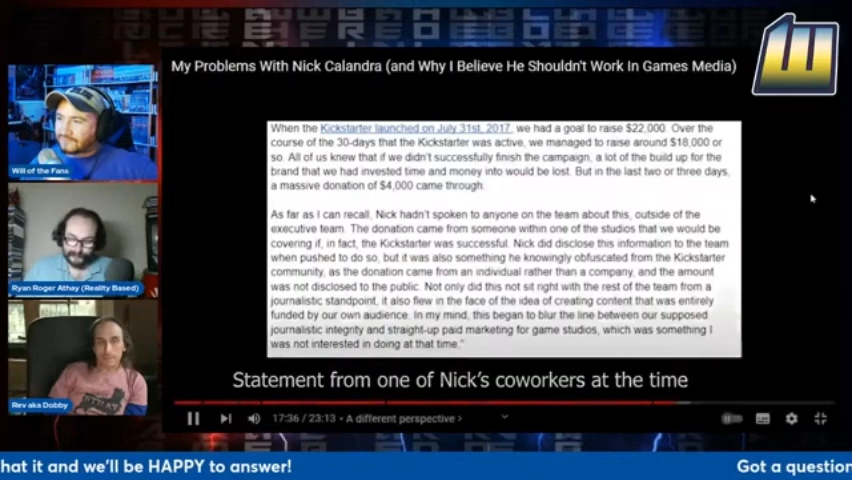 My Problems With Nick Calandra (and Why I Believe He Shouldn't Work In Games Media)
When the Kickstarter launched on July 31st, 2017, we had a goal to raise $22,000. Over the
course of the 30-days that the Kickstarter was active, we managed to raise around $18,000 or
so. All of us knew that if we didn't successfully finish the campaign, a lot of the build up for the
brand that we had invested time and money into would be lost. But in the last two or three days,
a massive donation of $4,000 came through.
As far as I can recall, Nick hadn't spoken to anyone on the team about this, outside of the
executive team. The donation came from someone within one of the studios that we would be
covering if, in fact, the Kickstarter was successful. Nick did disclose this information to the team
when pushed to do so, but it was also something he knowingly obfuscated from the Kickstarter
community, as the donation came from an individual rather than a company, and the amount
was not disclosed to the public. Not only did this not sit right with the rest of the team from a
journalistic standpoint, it also flew in the face of the idea of creating content that was entirely
funded by our own audience. In my mind, this began to blur the line between our supposed
journalistic integrity and straight-up paid marketing for game studios, which was something I
was not interested in doing at that time."
Statement from one of Nick's coworkers at the time
17:36 / 23:13 • A different perspective >
Will of the Fans
Ryan Roger Athay (Reality Based)
Rev aka Dobby
hat it and we'll be HAPPY to answer!
Got a question